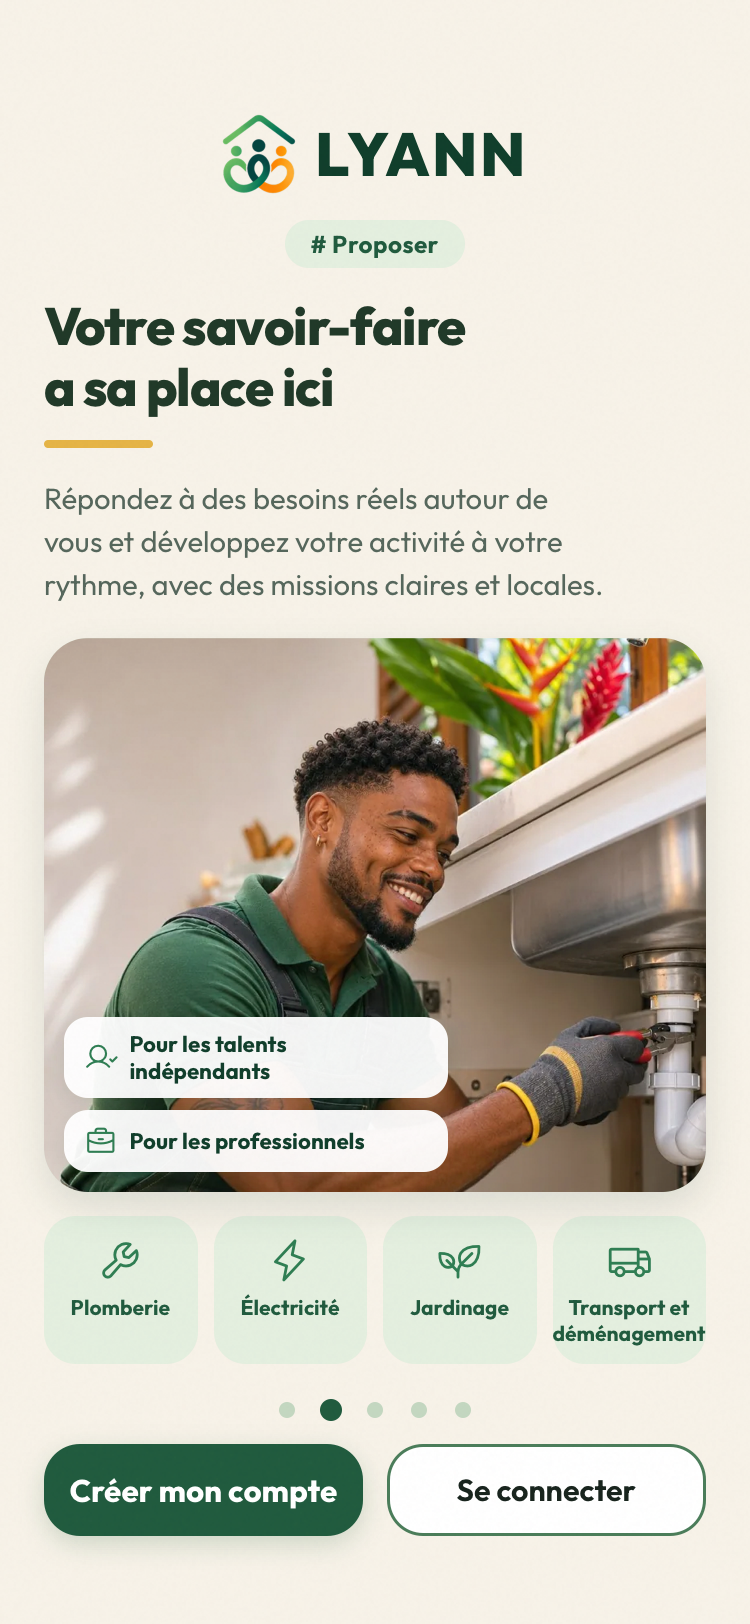 LYANN
# Proposer
Votre savoir-faire
a sa place ici
Répondez à des besoins réels autour de
vous et développez votre activité à votre
rythme, avec des missions claires et locales.
Pour les talents
indépendants
Pour les professionnels
Plomberie
Électricité
Jardinage
Transport et
déménagement
Créer mon compte
Se connecter